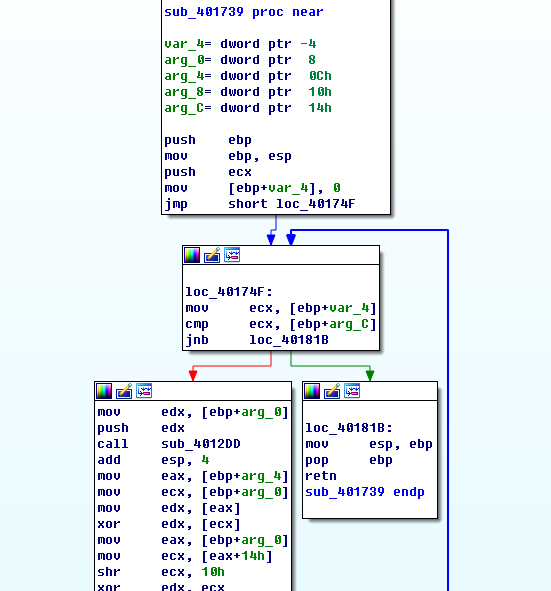 sub_401739 proc near
var_4= dword ptr -4
arg_0= dword ptr  8
arg_4= dword ptr  0Ch
arg_8= dword ptr  10h
arg_C= dword ptr  14h
push    ebp
mov     ebp, esp
push    ecx
mov     [ebp+var_4], 0
jmp     short loc_40174F
loc_40174F:
mov     ecx, [ebp+var_4]
cmp     ecx, [ebp+arg_C]
jnb     loc_40181B
mov     edx, [ebp+arg_0]
push    edx
call    sub_4012DD
add     esp, 4
mov     eax, [ebp+arg_4]
mov     ecx, [ebp+arg_0]
mov     edx, [eax]
xor     edx, [ecx]
mov     eax, [ebp+arg_0]
mov     ecx, [eax+14h]
shr     ecx, 10h
xor     edx, ecx
loc_40181B:
mov     esp, ebp
pop     ebp
retn
sub_401739 endp